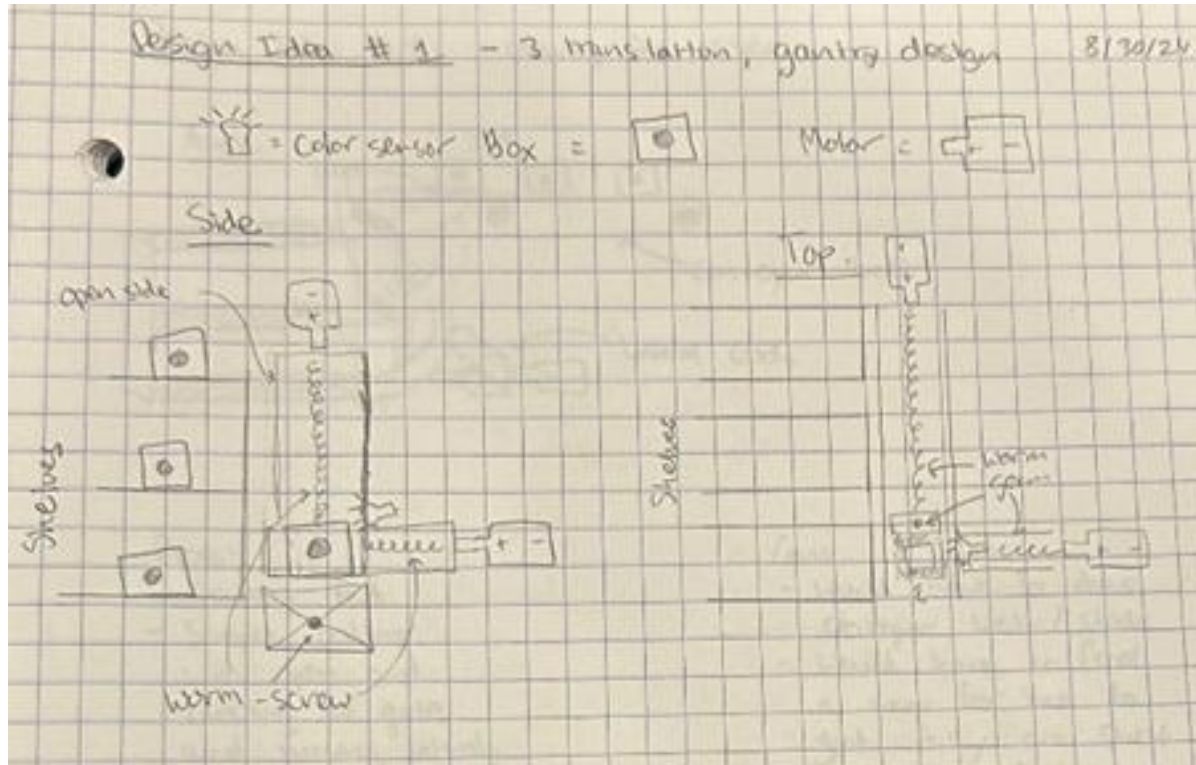 Design Idea # 1 - 3 translation, gantry design 8/30/24
= Color sensor Box = Motor = + -
Side
Top.
open side
Shelves
Shelves
worm
+ -
+ -
worm - screw